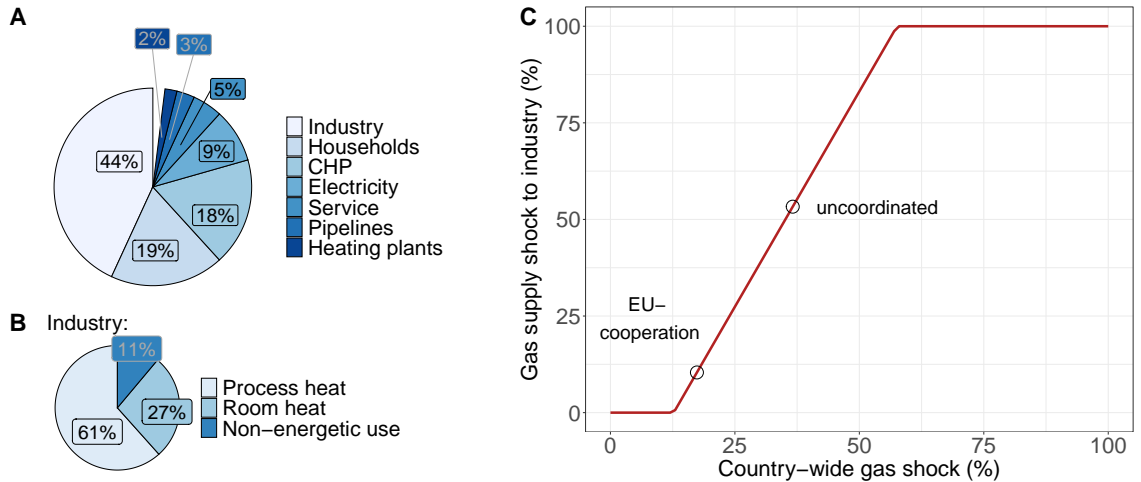 A
2%
3%
5%
9%
18%
19%
44%
Industry
Households
CHP
Electricity
Service
Pipelines
Heating plants
B
Industry:
11%
27%
61%
Process heat
Room heat
Non−energetic use
C
Gas supply shock to industry (%)
100
75
50
25
0
uncoordinated
EU−
cooperation
0
25
50
75
100
Country−wide gas shock (%)